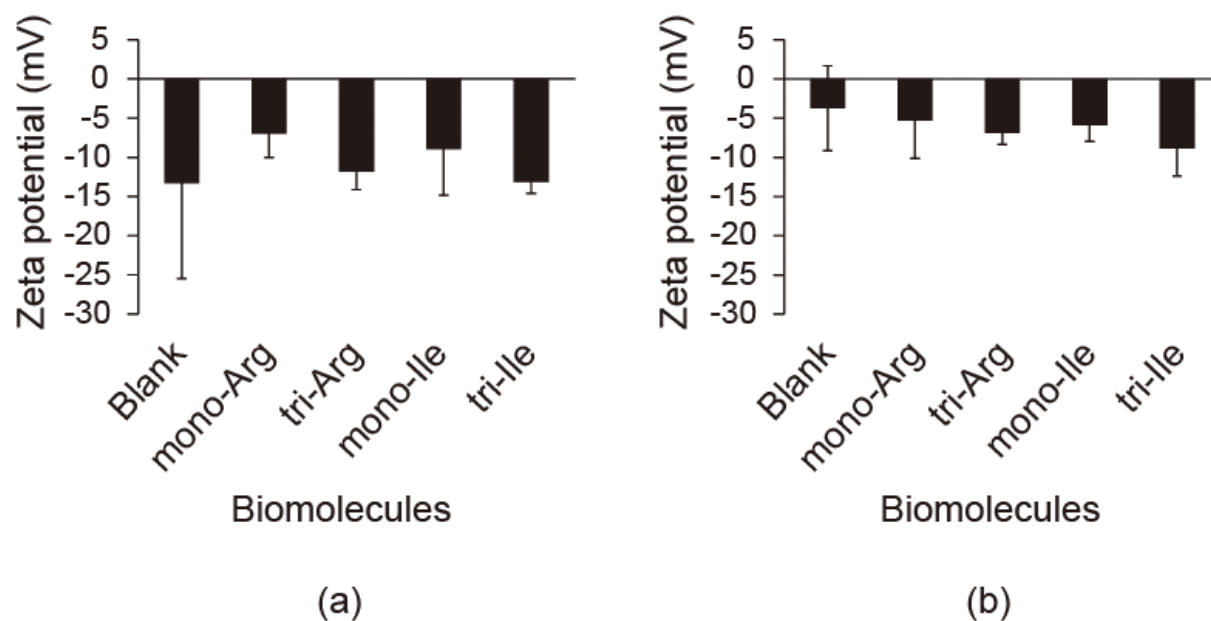 Zeta potential (mV)
5
0
-5
-10
-15
-20
-25
-30
Blank
mono-Arg
tri-Arg
mono-Ile
tri-Ile
Biomolecules
(a)
Zeta potential (mV)
5
0
-5
-10
-15
-20
-25
-30
Blank
mono-Arg
tri-Arg
mono-Ile
tri-Ile
Biomolecules
(b)